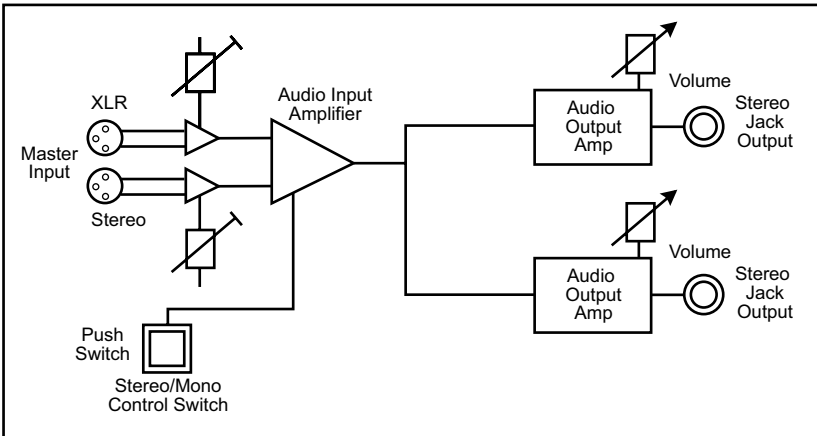 XLR
Master
Input
Stereo
Audio Input
Amplifier
Push
Switch
Stereo/Mono
Control Switch
Audio
Output
Amp
Volume
Stereo
Jack
Output
Audio
Output
Amp
Volume
Stereo
Jack
Output